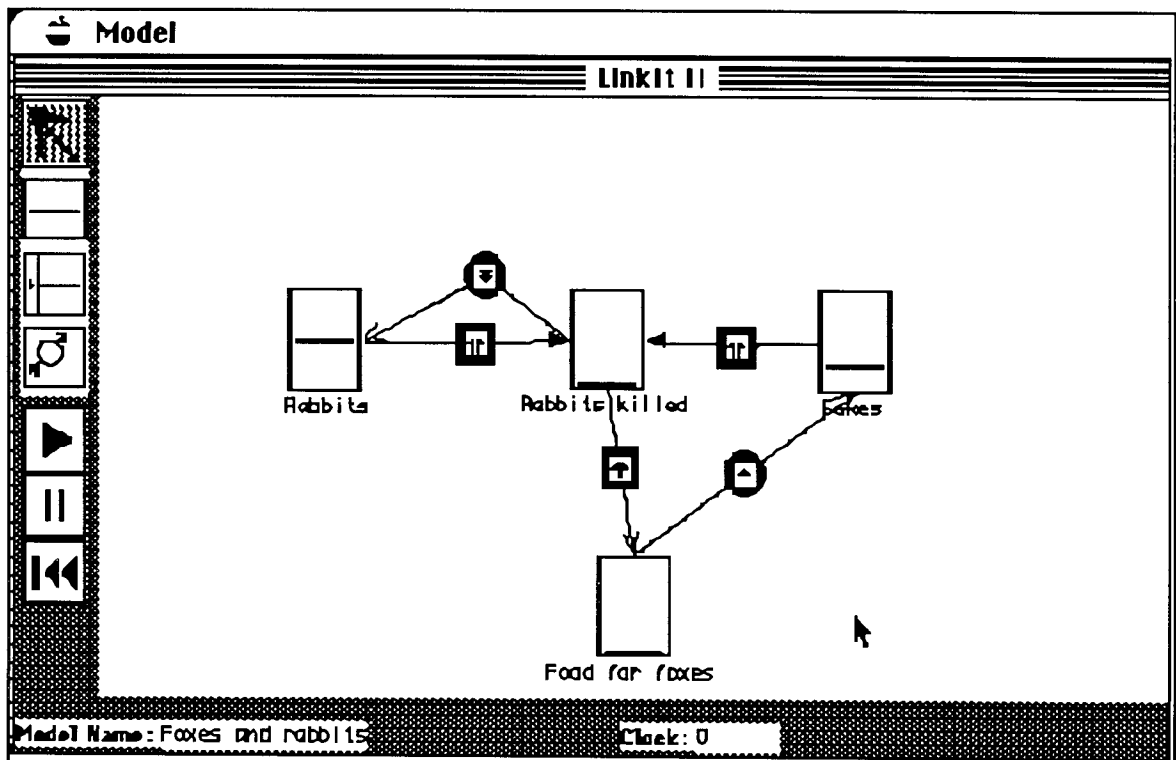 Model
LinkIt II
Rabbits
Rabbits killed
Foxes
Food for foxes
Model Name: Foxes and rabbits
Clock: 0